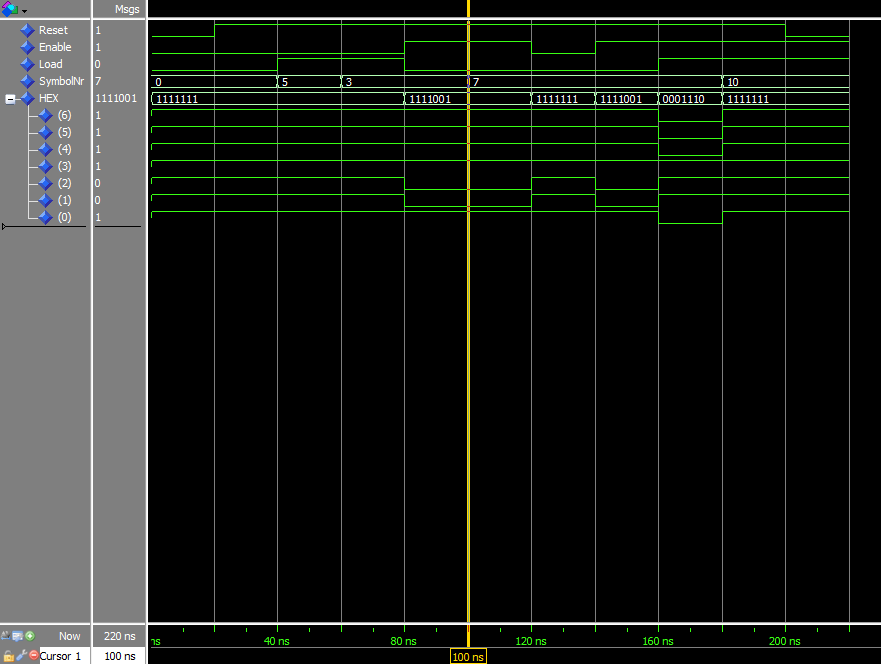 Msgs
Reset 1
Enable 1
Load 0
SymbolNr 7 0 5 3 7 10
HEX 1111001 1111111 1111001 1111111 1111001 0001110 1111111
(6) 1
(5) 1
(4) 1
(3) 1
(2) 0
(1) 0
(0) 1
Now 220 ns ns 40 ns 80 ns 120 ns 160 ns 200 ns
Cursor 1 100 ns 100 ns